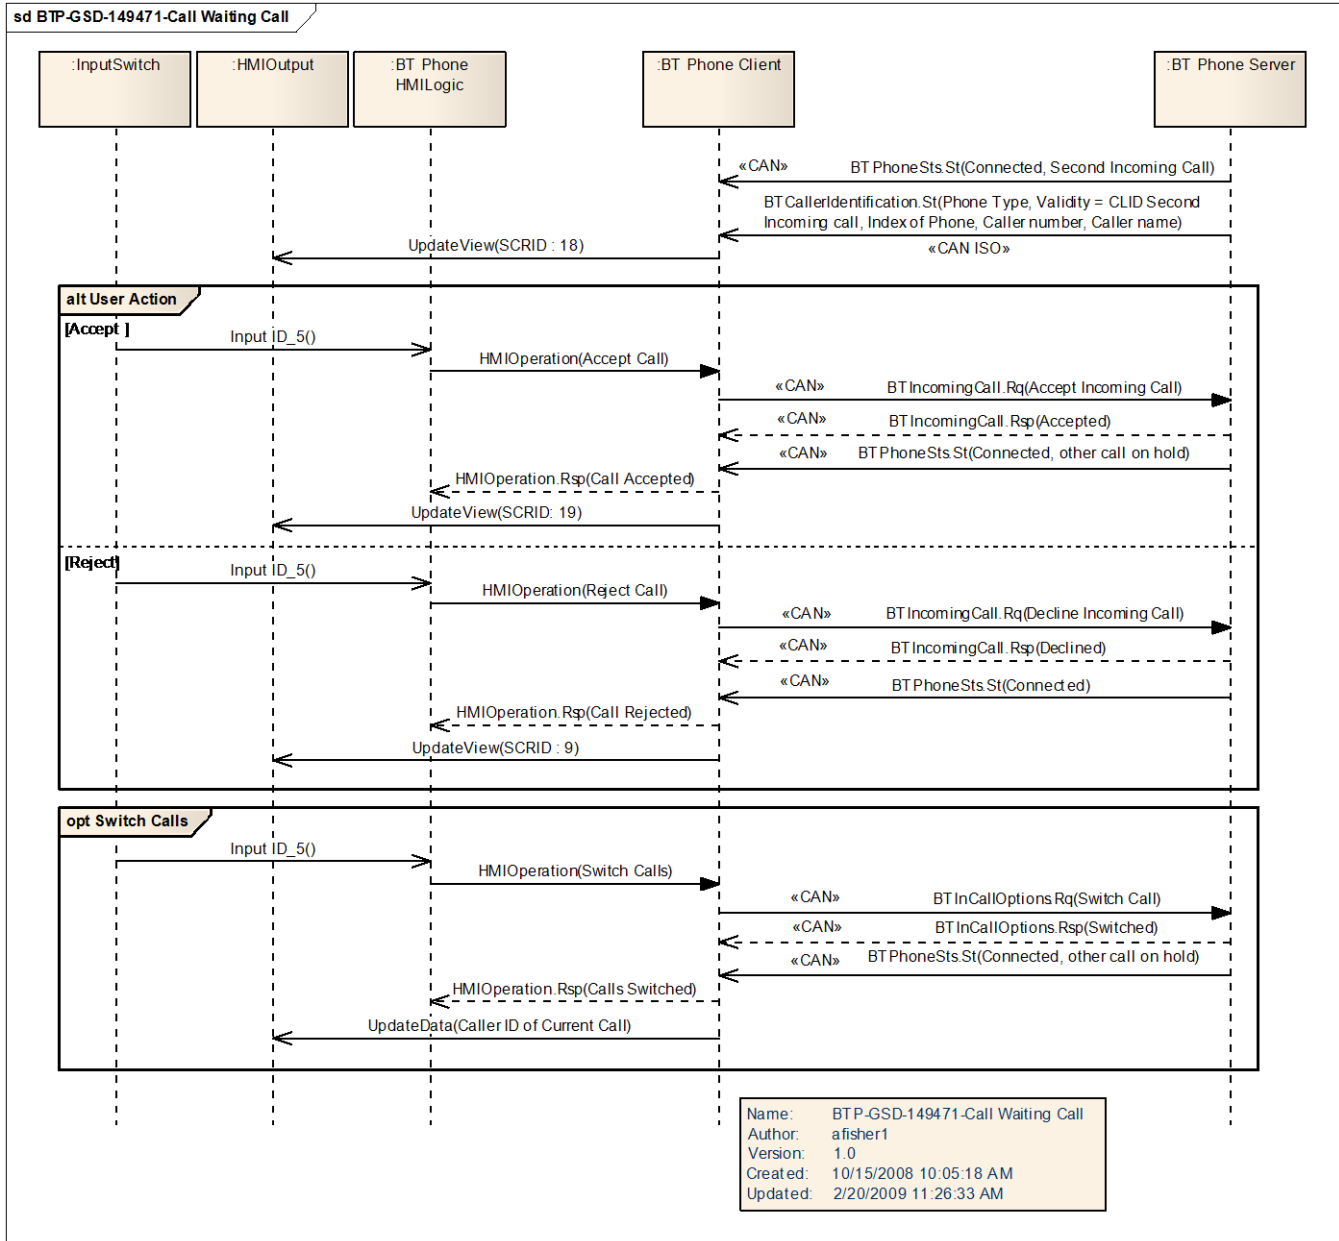 sd BTP-GSD-149471-Call Waiting Call
:InputSwitch
:HMIOutput
:BT Phone
HMILogic
:BT Phone Client
:BT Phone Server
«CAN» BTPhoneSts.St(Connected, Second Incoming Call)
BTCallerIdentification.St(Phone Type, Validity = CLID Second
Incoming call, Index of Phone, Caller number, Caller name)
UpdateView(SCRID : 18)
«CAN ISO»
alt User Action
[Accept ]
Input ID_5()
HMIOperation(Accept Call)
«CAN» BTIncomingCall.Rq(Accept Incoming Call)
«CAN» BTIncomingCall.Rsp(Accepted)
«CAN» BTPhoneSts.St(Connected, other call on hold)
HMIOperation.Rsp(Call Accepted)
UpdateView(SCRID: 19)
[Reject]
Input ID_5()
HMIOperation(Reject Call)
«CAN» BTIncomingCall.Rq(Decline Incoming Call)
«CAN» BTIncomingCall.Rsp(Declined)
«CAN» BTPhoneSts.St(Connected)
HMIOperation.Rsp(Call Rejected)
UpdateView(SCRID : 9)
opt Switch Calls
Input ID_5()
HMIOperation(Switch Calls)
«CAN» BTInCallOptions.Rq(Switch Call)
«CAN» BTInCallOptions.Rsp(Switched)
«CAN» BTPhoneSts.St(Connected, other call on hold)
HMIOperation.Rsp(Calls Switched)
UpdateData(Caller ID of Current Call)
Name: BTP-GSD-149471-Call Waiting Call
Author: afisher1
Version: 1.0
Created: 10/15/2008 10:05:18 AM
Updated: 2/20/2009 11:26:33 AM